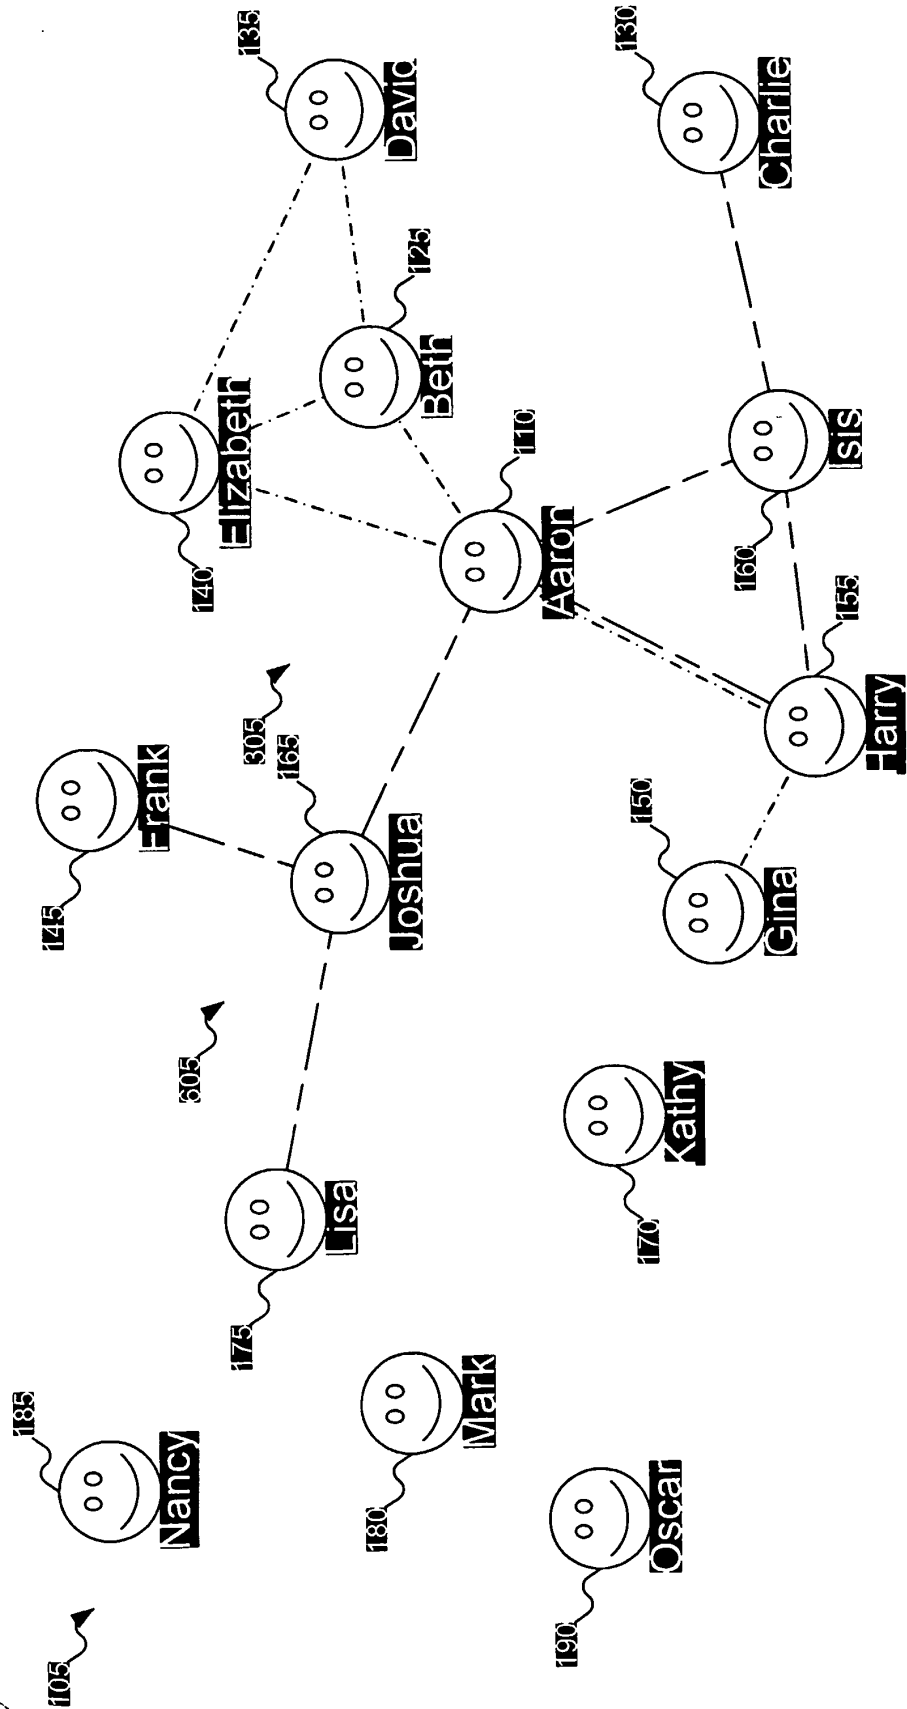 105
185
Nancy
190
Oscar
180
Mark
175
Lisa
170
Kathy
605
145
Frank
305
165
Joshua
150
Gina
155
Harry
140
Elizabeth
110
Aaron
160
Isis
125
Beth
135
David
130
Charlie